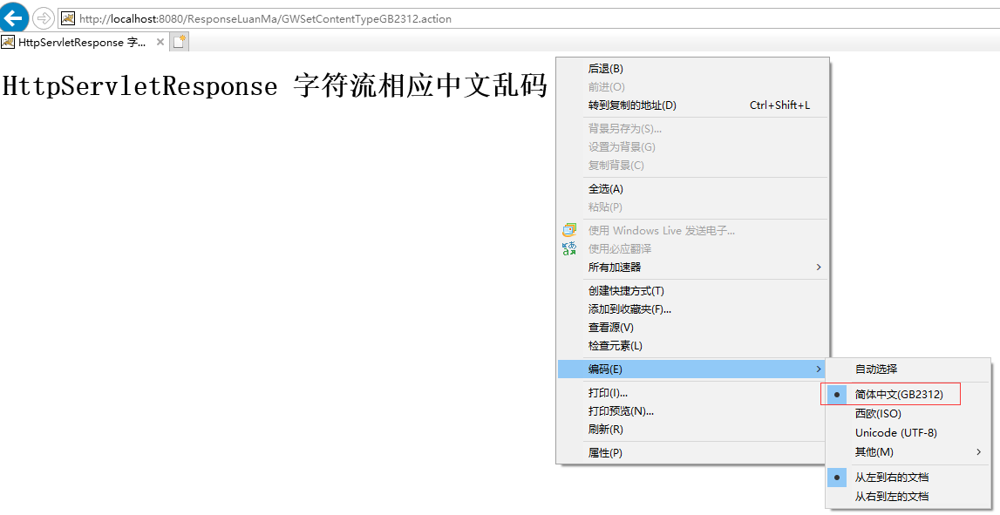 http://localhost:8080/ResponseLuanMa/GWSetContentTypeGB2312.action
HttpServletResponse 字...
HttpServletResponse 字符流相应中文乱码
后退(B)
前进(O)
转到复制的地址(D) Ctrl+Shift+L
背景另存为(S)...
设置为背景(G)
复制背景(C)
全选(A)
粘贴(P)
使用 Windows Live 发送电子...
使用必应翻译
所有加速器
创建快捷方式(T)
添加到收藏夹(F)...
查看源(V)
检查元素(L)
编码(E)
打印(I)...
打印预览(N)...
刷新(R)
属性(P)
自动选择
简体中文(GB2312)
西欧(ISO)
Unicode (UTF-8)
其他(M)
从左到右的文档
从右到左的文档